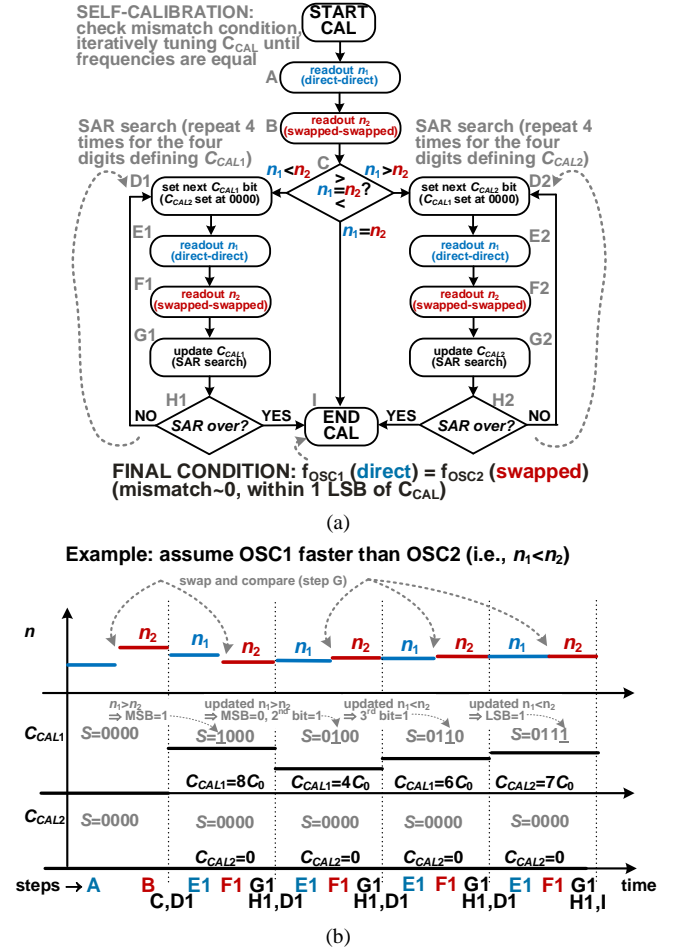 SELF-CALIBRATION:
check mismatch condition,
iteratively tuning CCAL until
frequencies are equal
START
CAL
A
readout n1
(direct-direct)
B
readout n2
(swapped-swapped)
SAR search (repeat 4
times for the four
digits defining CCAL1)
SAR search (repeat 4
times for the four
digits defining CCAL2)
C
n1<n2
n1>n2
>
n1=n2?
<
n1=n2
D1
set next CCAL1 bit
(CCAL2 set at 0000)
E1
readout n1
(direct-direct)
F1
readout n2
(swapped-swapped)
G1
update CCAL1
(SAR search)
H1
NO
SAR over?
YES
D2
set next CCAL2 bit
(CCAL1 set at 0000)
E2
readout n1
(direct-direct)
F2
readout n2
(swapped-swapped)
G2
update CCAL2
(SAR search)
H2
YES
SAR over?
NO
I
END
CAL
FINAL CONDITION: fOSC1 (direct) = fOSC2 (swapped)
(mismatch~0, within 1 LSB of CCAL)
(a)
Example: assume OSC1 faster than OSC2 (i.e., n1<n2)
swap and compare (step G)
n
n2 n1 n2 n1 n2 n1 n2 n1 n2
n1>n2 updated n1>n2 updated n1<n2 updated n1<n2
⇒ MSB=1 ⇒ MSB=0, 2nd bit=1 ⇒ 3rd bit=1 ⇒ LSB=1
CCAL1 S=0000 S=1000 S=0100 S=0110 S=0111
CCAL1=8C0 CCAL1=4C0 CCAL1=6C0 CCAL2=7C0
CCAL2 S=0000 S=0000 S=0000 S=0000 S=0000
CCAL2=0 CCAL2=0 CCAL2=0 CCAL2=0
steps → A B E1 F1 G1 E1 F1 G1 E1 F1 G1 E1 F1 G1 time
C,D1 H1,D1 H1,D1 H1,D1 H1,I
(b)